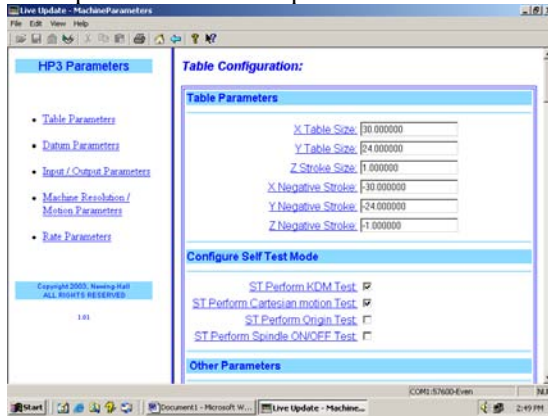 Live Update - MachineParameters
File Edit View Help
HP3 Parameters
Table Parameters
Datum Parameters
Input / Output Parameters
Machine Resolution /
Motion Parameters
Rate Parameters
Copyright 2003, Newing-Hall
ALL RIGHTS RESERVED
1.01
Table Configuration:
Table Parameters
X Table Size: 30.000000
Y Table Size: 24.000000
Z Stroke Size: 1.000000
X Negative Stroke: -30.000000
Y Negative Stroke: -24.000000
Z Negative Stroke: -1.000000
Configure Self Test Mode
ST Perform KDM Test:
ST Perform Cartesian motion Test:
ST Perform Origin Test:
ST Perform Spindle ON/OFF Test:
Other Parameters
COM1:57600-Even
Start
Document1 - Microsoft W...
Live Update - Machine...
2:49 PM